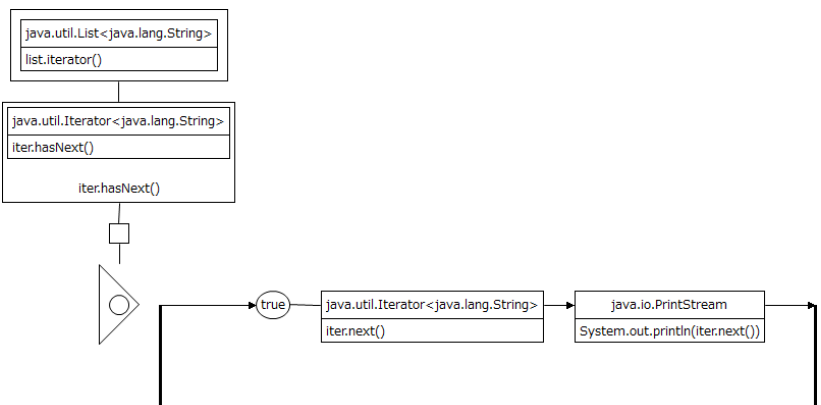 java.util.List<java.lang.String>
list.iterator()
java.util.Iterator<java.lang.String>
iter.hasNext()
iter.hasNext()
true
java.util.Iterator<java.lang.String>
iter.next()
java.io.PrintStream
System.out.println(iter.next())